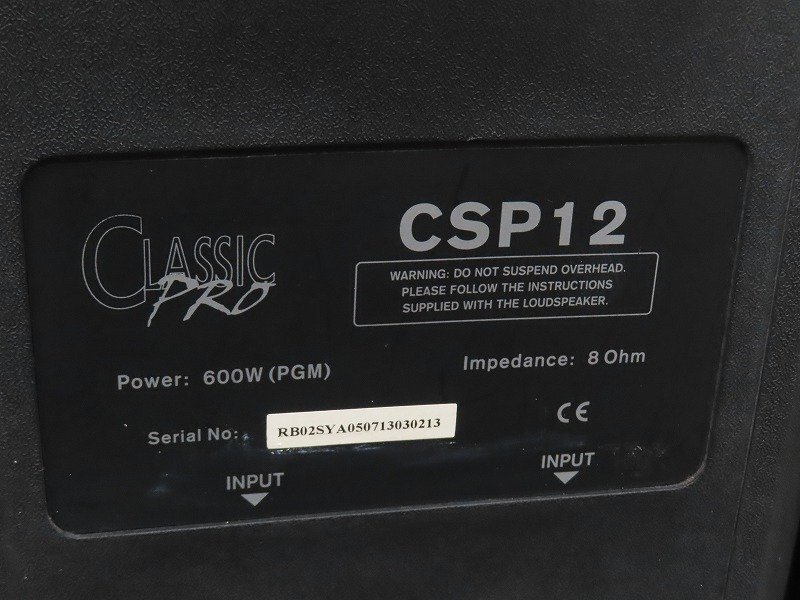 CLASSIC
PRO
CSP12
WARNING: DO NOT SUSPEND OVERHEAD.
PLEASE FOLLOW THE INSTRUCTIONS
SUPPLIED WITH THE LOUDSPEAKER.
Power: 600W (PGM)
Impedance: 8 Ohm
Serial No: RB02SYA050713030213
CE
INPUT
INPUT